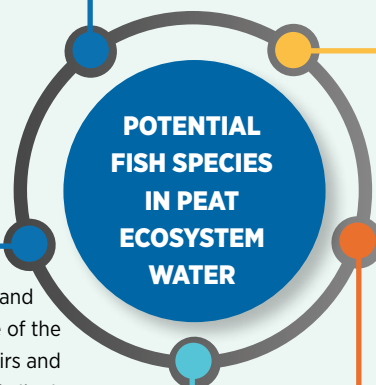 POTENTIAL
FISH SPECIES
IN PEAT
ECOSYSTEM
WATER
and
of the
irs and